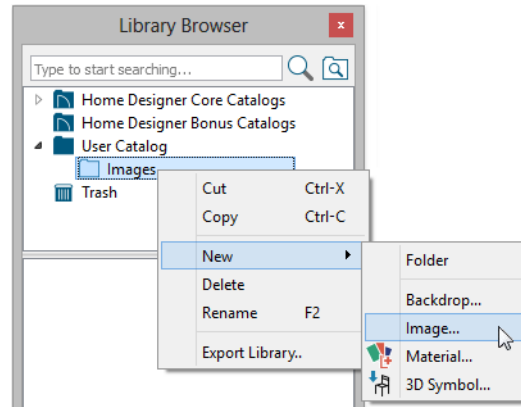 Library Browser
x
Type to start searching...
Home Designer Core Catalogs
Home Designer Bonus Catalogs
User Catalog
Images
Trash
Cut Ctrl-X
Copy Ctrl-C
New
Delete
Rename F2
Export Library..
Folder
Backdrop...
Image...
Material...
3D Symbol...